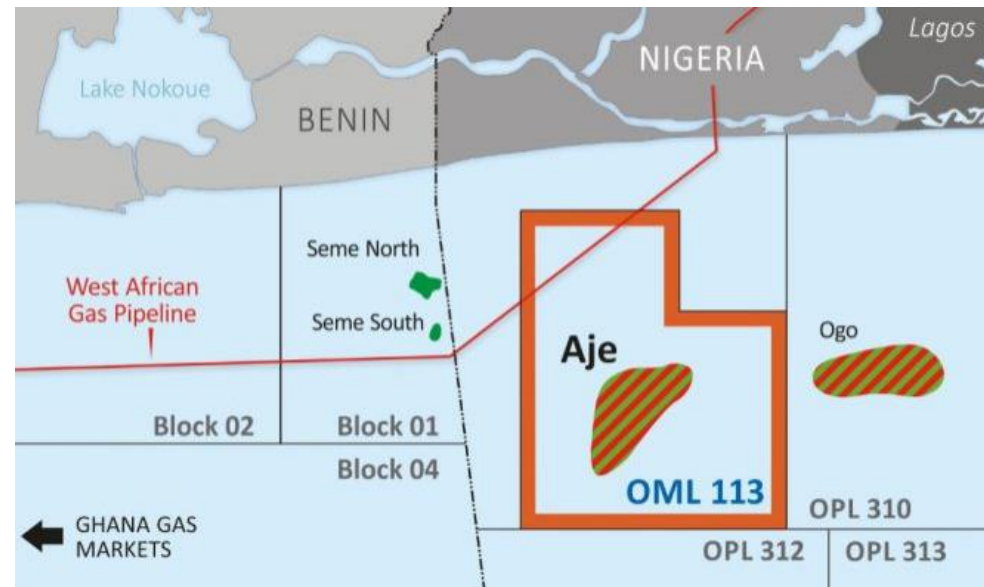 Lagos
NIGERIA
Lake Nokoue
BENIN
Seme North
West African
Gas Pipeline
Seme South
Ogo
Aje
Block 02
Block 01
Block 04
OML 113
OPL 310
GHANA GAS
MARKETS
OPL 312
OPL 313